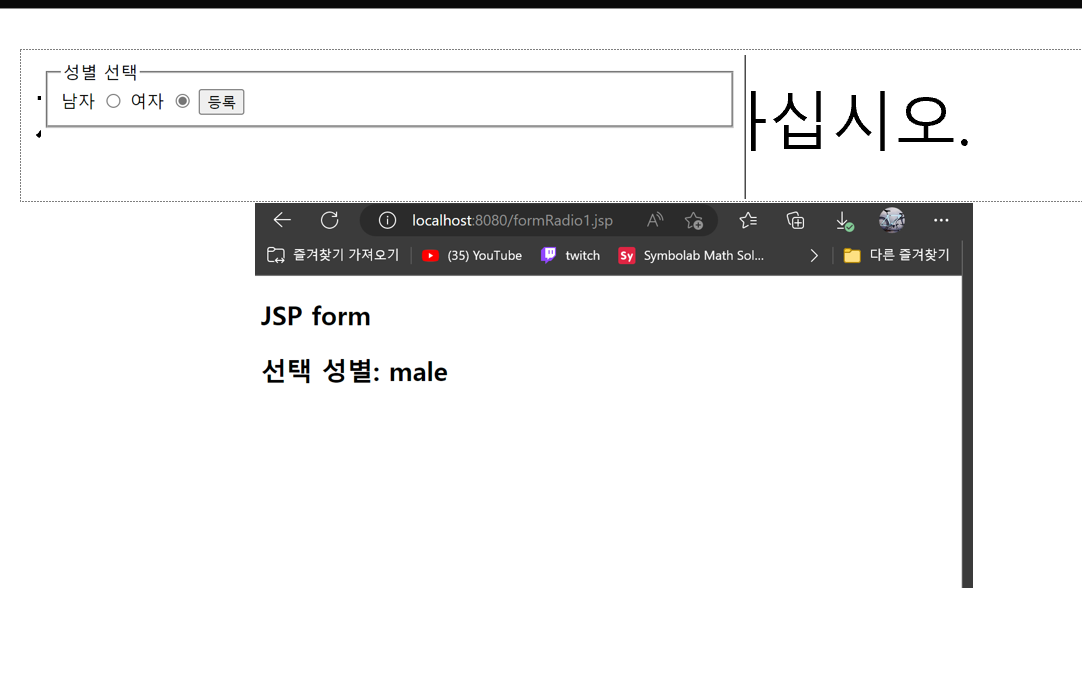 성별 선택
남자 여자 등록
십시오.
localhost:8080/formRadio1.jsp
즐겨찾기 가져오기 (35) YouTube twitch Sy Symbolab Math Sol... 다른 즐겨찾기
JSP form
선택 성별: male